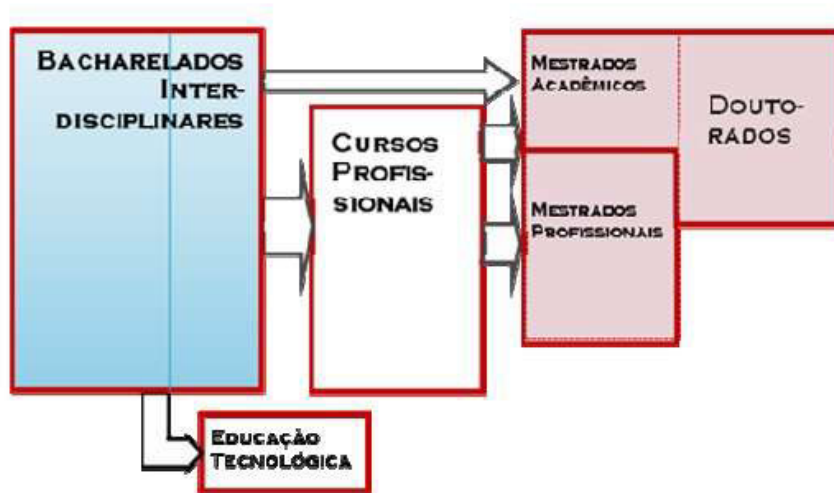 BACHARELADOS
INTER-
DISCIPLINARES
CURSOS
PROFIS-
SIONAIS
MESTRADOS
ACADÊMICOS
DOUTO-
RADOS
MESTRADOS
PROFISSIONAIS
EDUCAÇÃO
TECNOLÓGICA